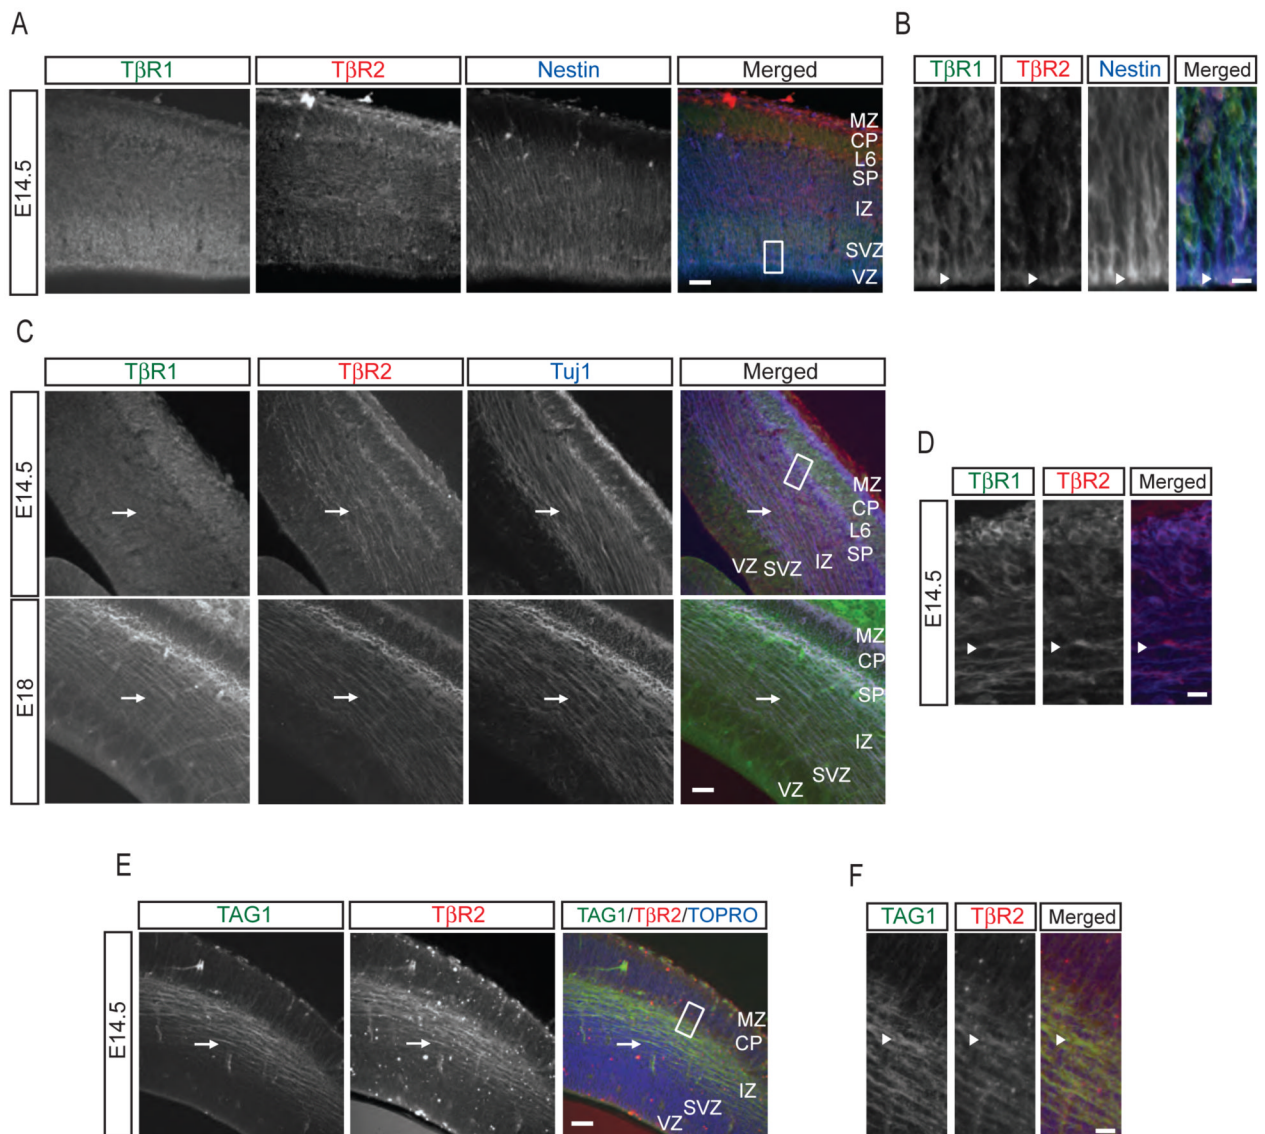 A
TβR1 TβR2 Nestin Merged
E14.5
MZ
CP
L6
SP
IZ
SVZ
VZ
B
TβR1 TβR2 Nestin Merged
C
TβR1 TβR2 Tuj1 Merged
E14.5
MZ
CP
L6
SP
IZ
SVZ
VZ
E18
MZ
CP
SP
IZ
SVZ
VZ
D
TβR1 TβR2 Merged
E14.5
E
TAG1 TβR2 TAG1/TβR2/TOPRO
E14.5
MZ
CP
IZ
SVZ
VZ
F
TAG1 TβR2 Merged